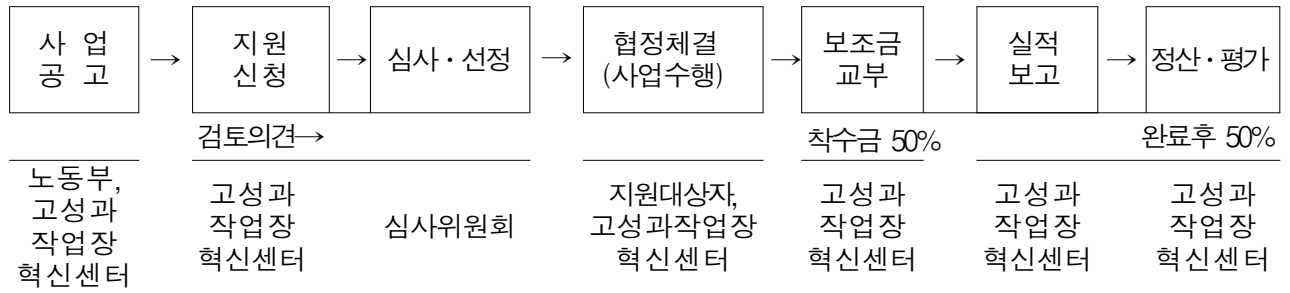 사 업 지원 협정체결 보조금 실적
공 고 → 신청 → 심사·선정 → (사업수행) → 교부 → 보고 → 정산·평가
검토의견→ 착수금 50% 완료후 50%
노동부,
고성과
작업장
혁신센터
고성과
작업장
혁신센터
심사위원회
지원대상자,
고성과작업장
혁신센터
고성과
작업장
혁신센터
고성과
작업장
혁신센터
고성과
작업장
혁신센터